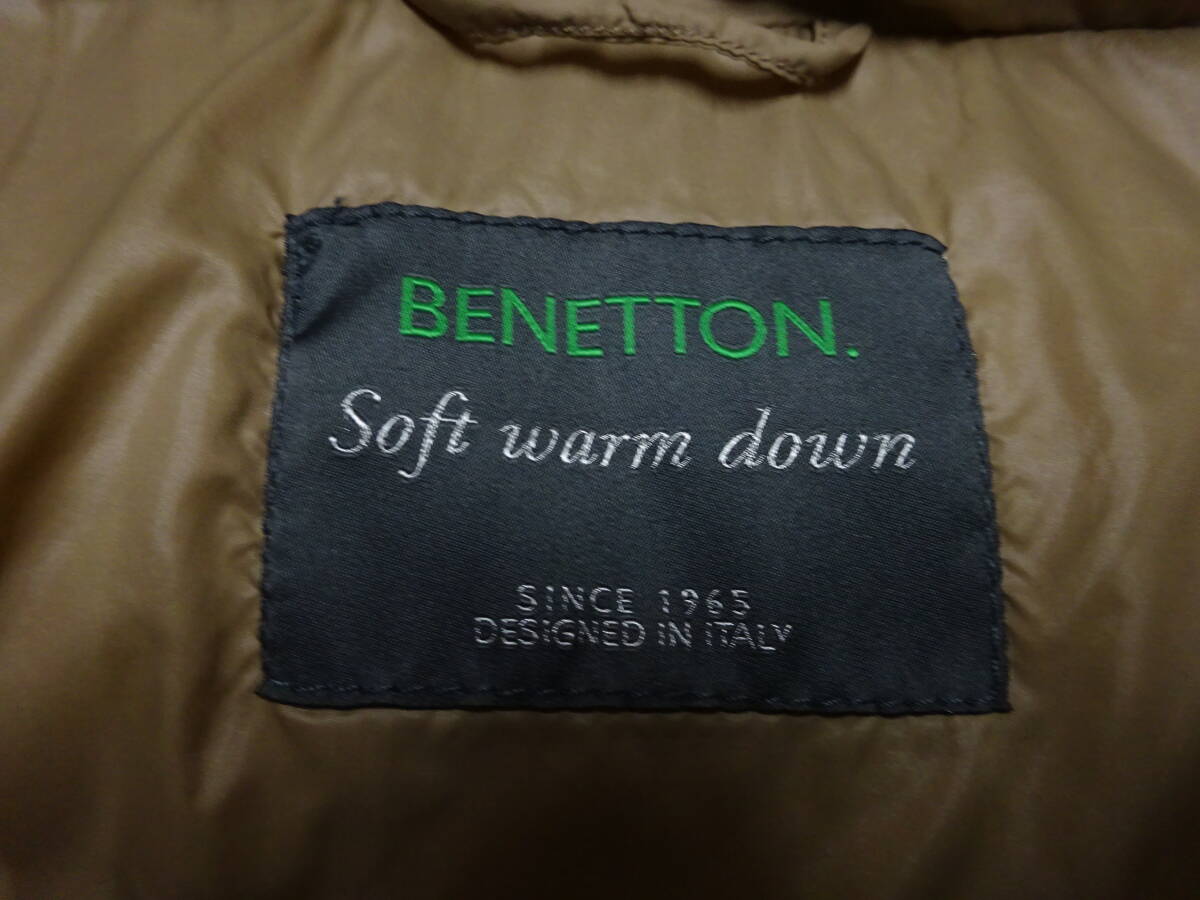 BENETTON.
Soft warm down
SINCE 1965
DESIGNED IN ITALY